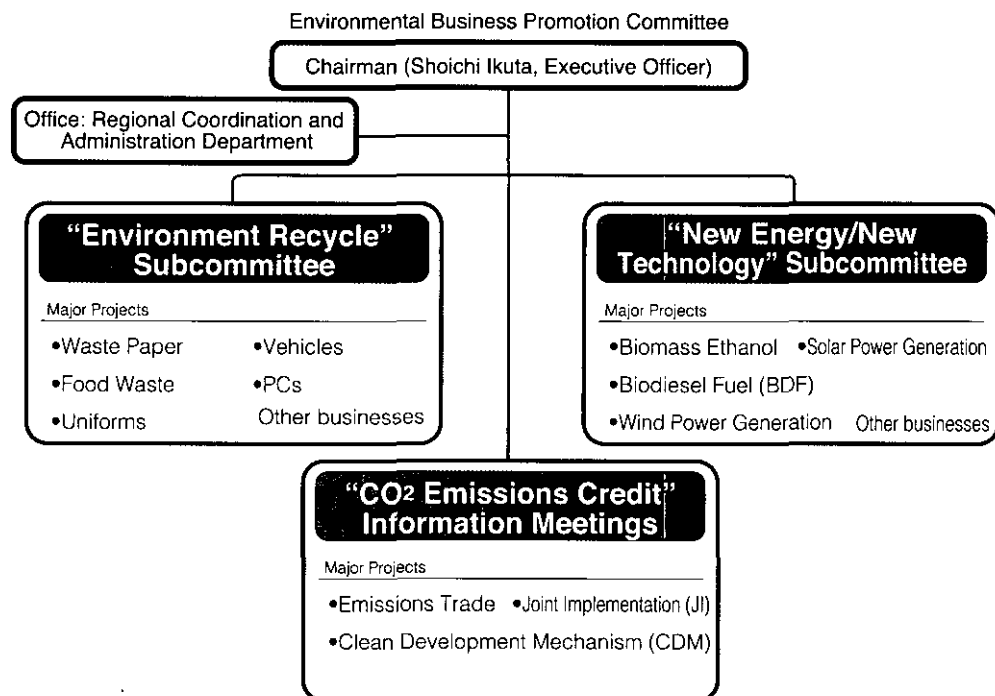 Environmental Business Promotion Committee
Chairman (Shoichi Ikuta, Executive Officer)
Office: Regional Coordination and
Administration Department
“Environment Recycle”
Subcommittee
Major Projects
•Waste Paper •Vehicles
•Food Waste •PCs
•Uniforms Other businesses
“New Energy/New
Technology” Subcommittee
Major Projects
•Biomass Ethanol •Solar Power Generation
•Biodiesel Fuel (BDF)
•Wind Power Generation Other businesses
“CO2 Emissions Credit”
Information Meetings
Major Projects
•Emissions Trade •Joint Implementation (JI)
•Clean Development Mechanism (CDM)